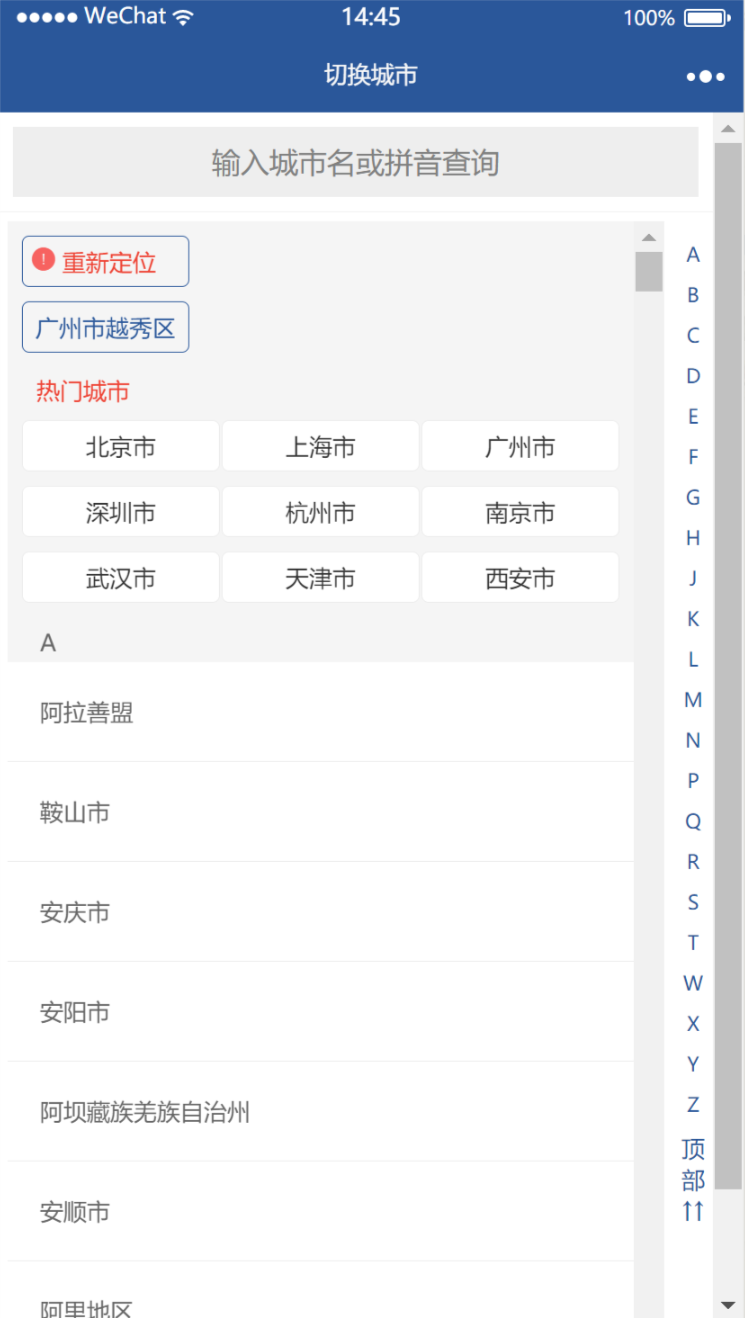 WeChat 14:45 100%
切换城市
输入城市名或拼音查询
重新定位
广州市越秀区
热门城市
北京市 上海市 广州市
深圳市 杭州市 南京市
武汉市 天津市 西安市
A
阿拉善盟
鞍山市
安庆市
安阳市
阿坝藏族羌族自治州
安顺市
阿里地区
A
B
C
D
E
F
G
H
J
K
L
M
N
P
Q
R
S
T
W
X
Y
Z
顶
部
↑↑